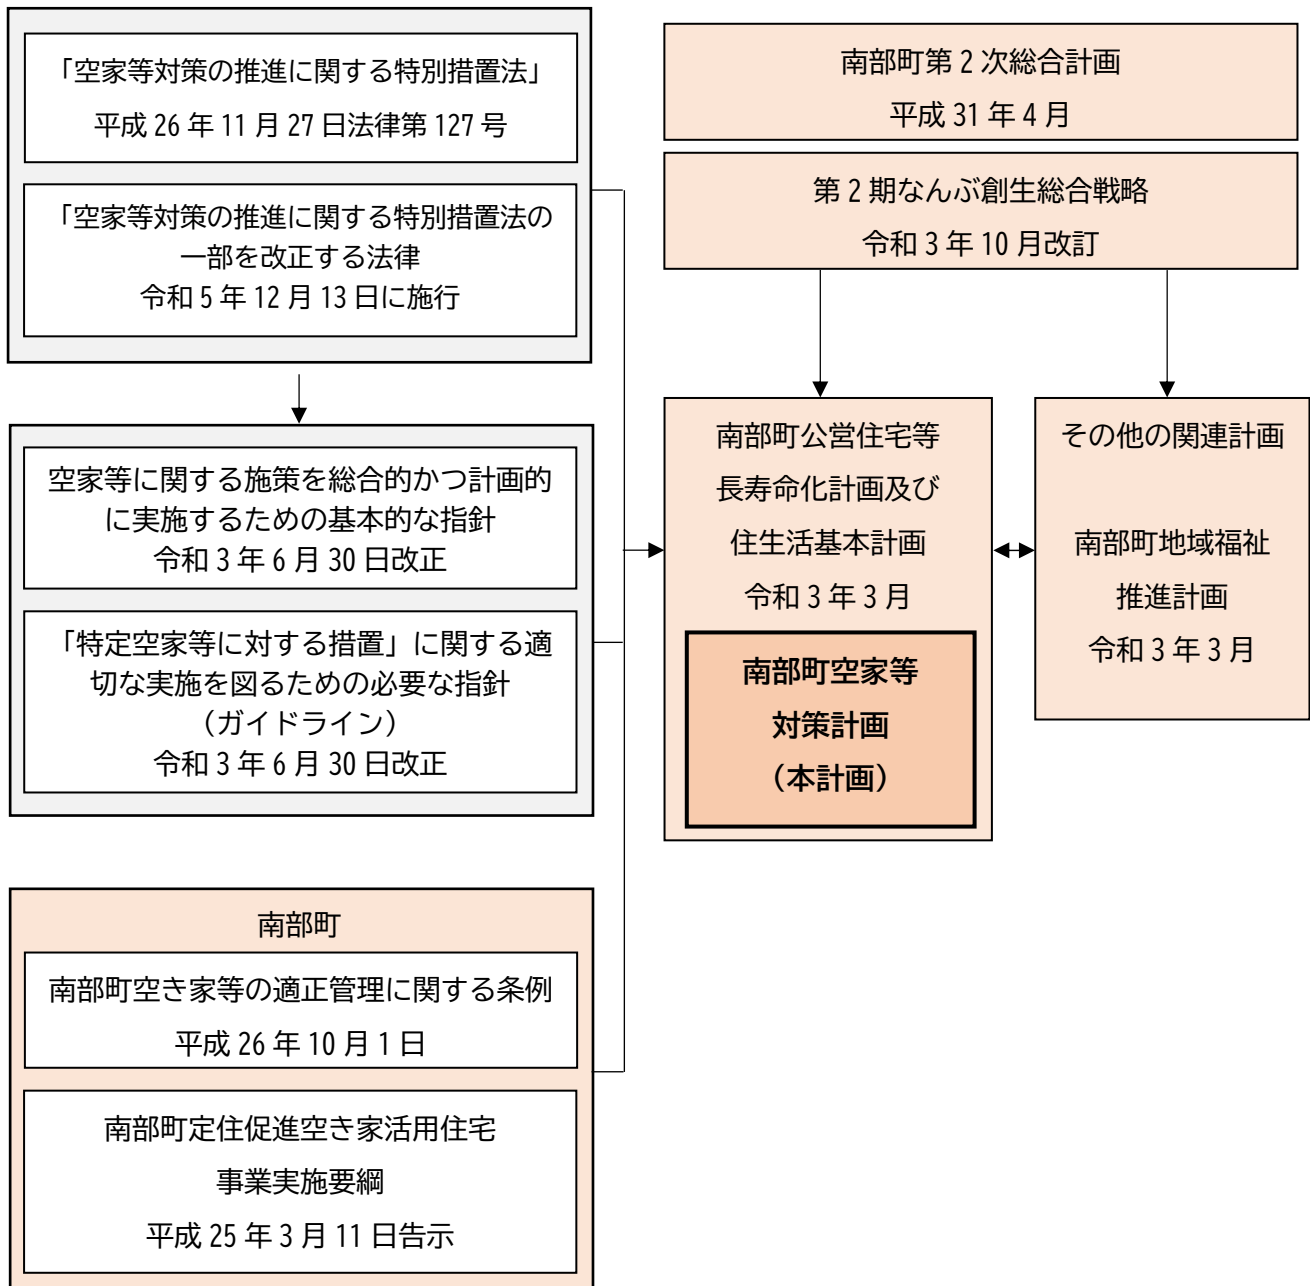 「空家等対策の推進に関する特別措置法」
平成 26 年 11 月 27 日法律第 127 号
「空家等対策の推進に関する特別措置法の
一部を改正する法律
令和 5 年 12 月 13 日に施行
空家等に関する施策を総合的かつ計画的
に実施するための基本的な指針
令和 3 年 6 月 30 日改正
「特定空家等に対する措置」に関する適
切な実施を図るための必要な指針
（ガイドライン）
令和 3 年 6 月 30 日改正
南部町
南部町空き家等の適正管理に関する条例
平成 26 年 10 月 1 日
南部町定住促進空き家活用住宅
事業実施要綱
平成 25 年 3 月 11 日告示
南部町第 2 次総合計画
平成 31 年 4 月
第 2 期なんぶ創生総合戦略
令和 3 年 10 月改訂
南部町公営住宅等
長寿命化計画及び
住生活基本計画
令和 3 年 3 月
南部町空家等
対策計画
（本計画）
その他の関連計画
南部町地域福祉
推進計画
令和 3 年 3 月